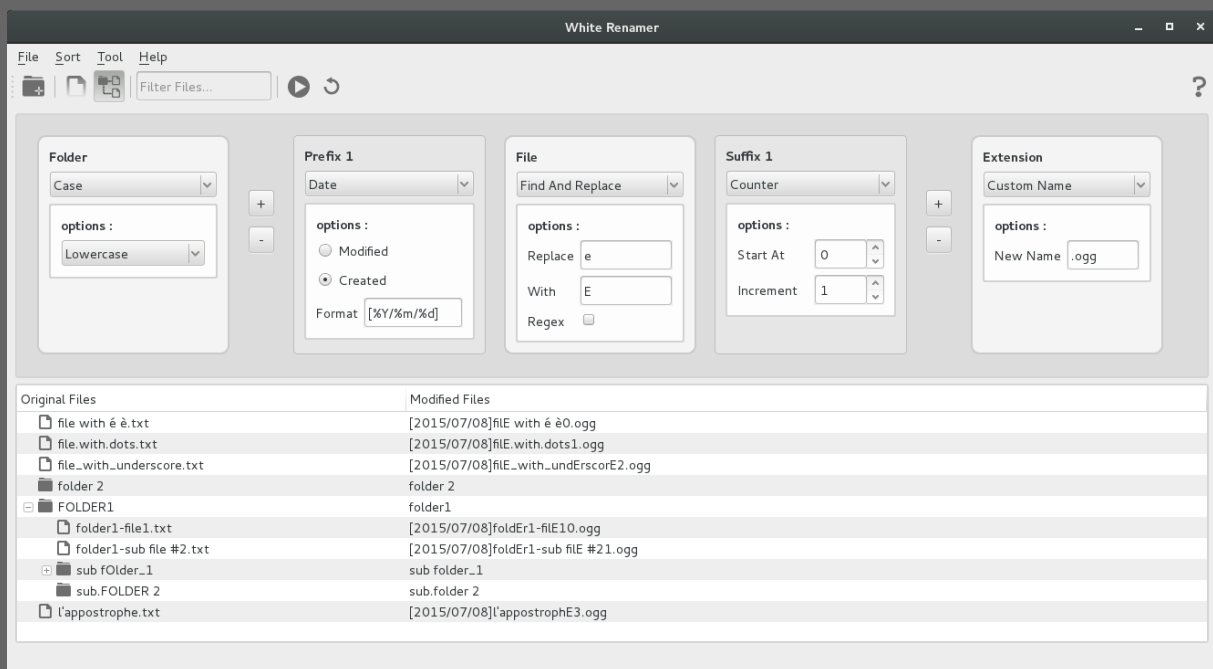 White Renamer
File Sort Tool Help
Filter Files...
?
Folder
Case
options :
Lowercase
+
-
Prefix 1
Date
options :
Modified
Created
Format [%Y/%m/%d]
File
Find And Replace
options :
Replace e
With E
Regex
Suffix 1
Counter
options :
Start At 0
Increment 1
+
-
Extension
Custom Name
options :
New Name .ogg
Original Files Modified Files
file with é è.txt [2015/07/08]filE with é è0.ogg
file.with.dots.txt [2015/07/08]filE.with.dots1.ogg
file_with_underscore.txt [2015/07/08]filE_with_undErscorE2.ogg
folder 2 folder 2
FOLDER1 folder1
folder1-file1.txt [2015/07/08]foldEr1-filE10.ogg
folder1-sub file #2.txt [2015/07/08]foldEr1-sub filE #21.ogg
sub fOlder_1 sub folder_1
sub.FOLDER 2 sub.folder 2
l'appostrophe.txt [2015/07/08]l'appostrophE3.ogg